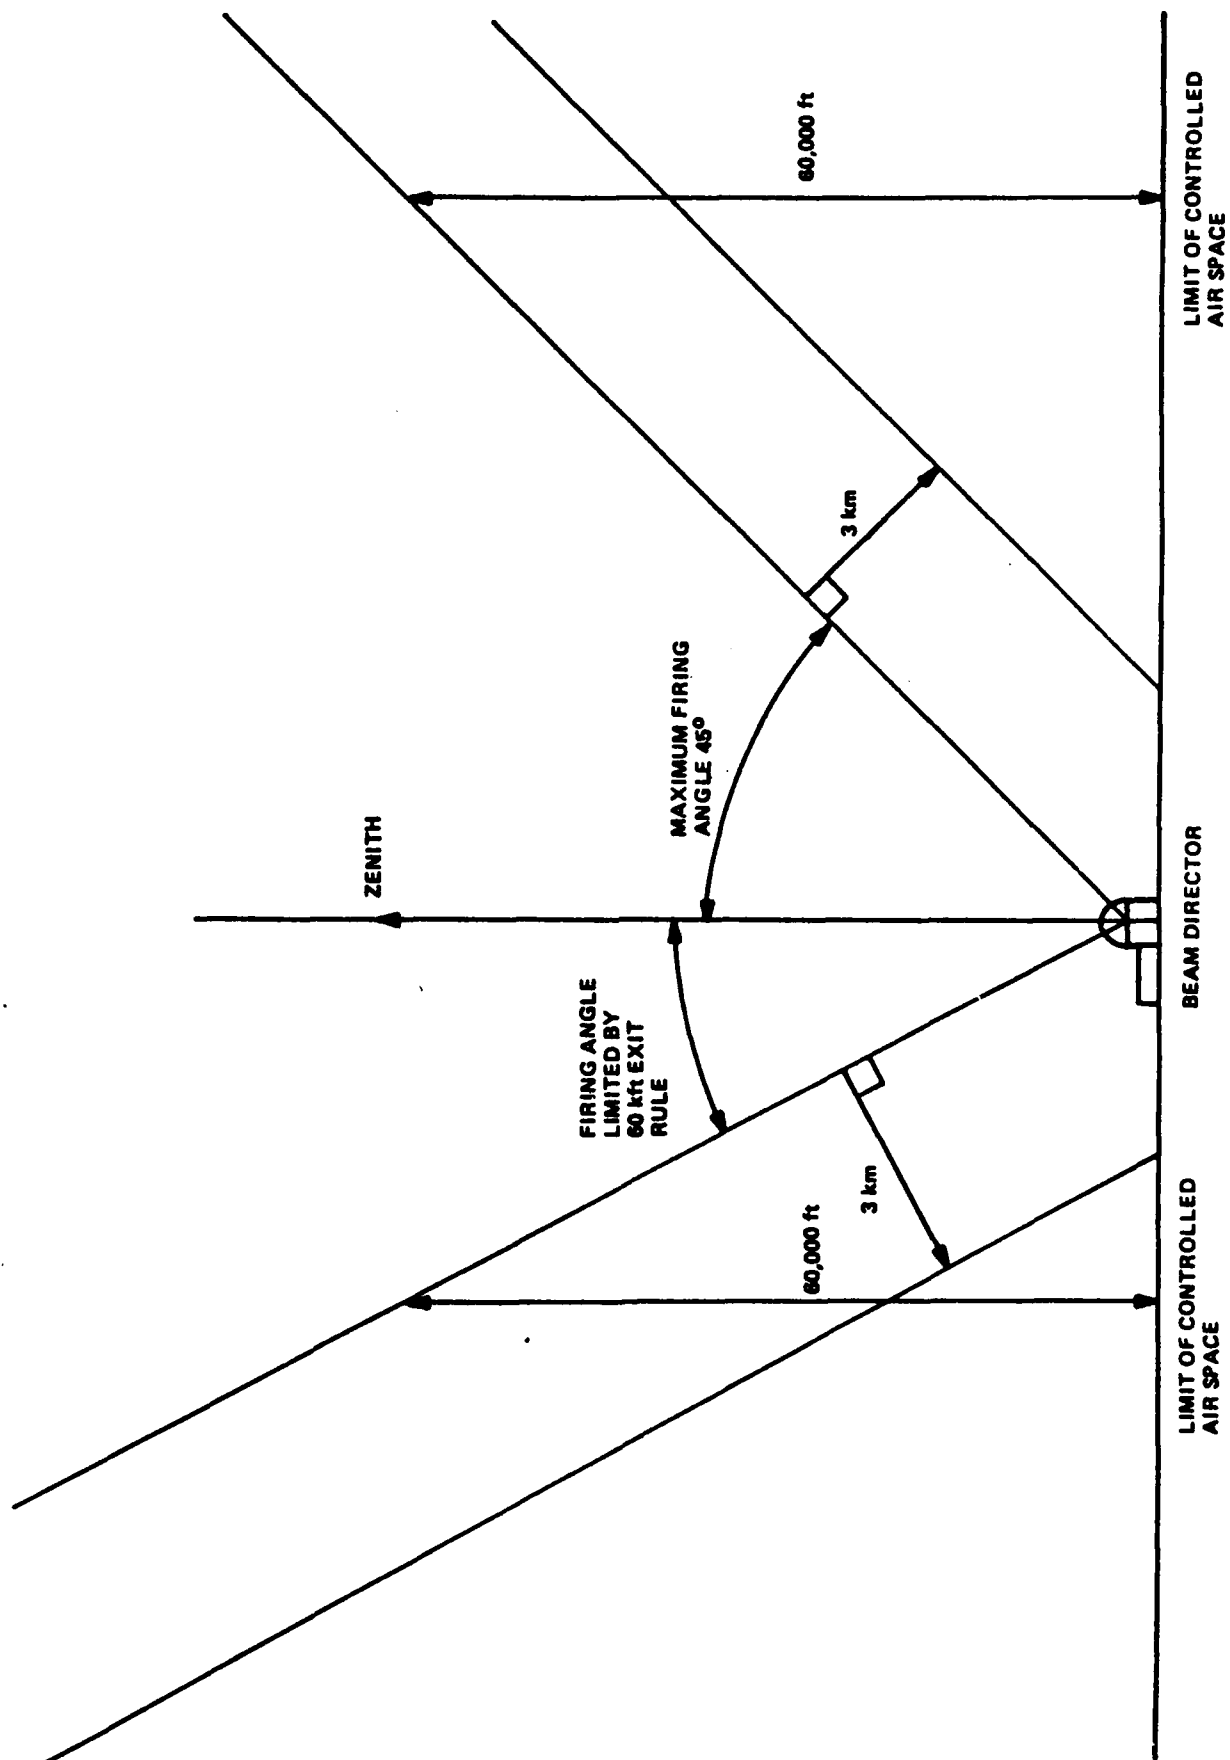 ZENITH
FIRING ANGLE
LIMITED BY
60 kft EXIT
RULE
MAXIMUM FIRING
ANGLE 45°
60,000 ft
3 km
3 km
60,000 ft
LIMIT OF CONTROLLED
AIR SPACE
BEAM DIRECTOR
LIMIT OF CONTROLLED
AIR SPACE